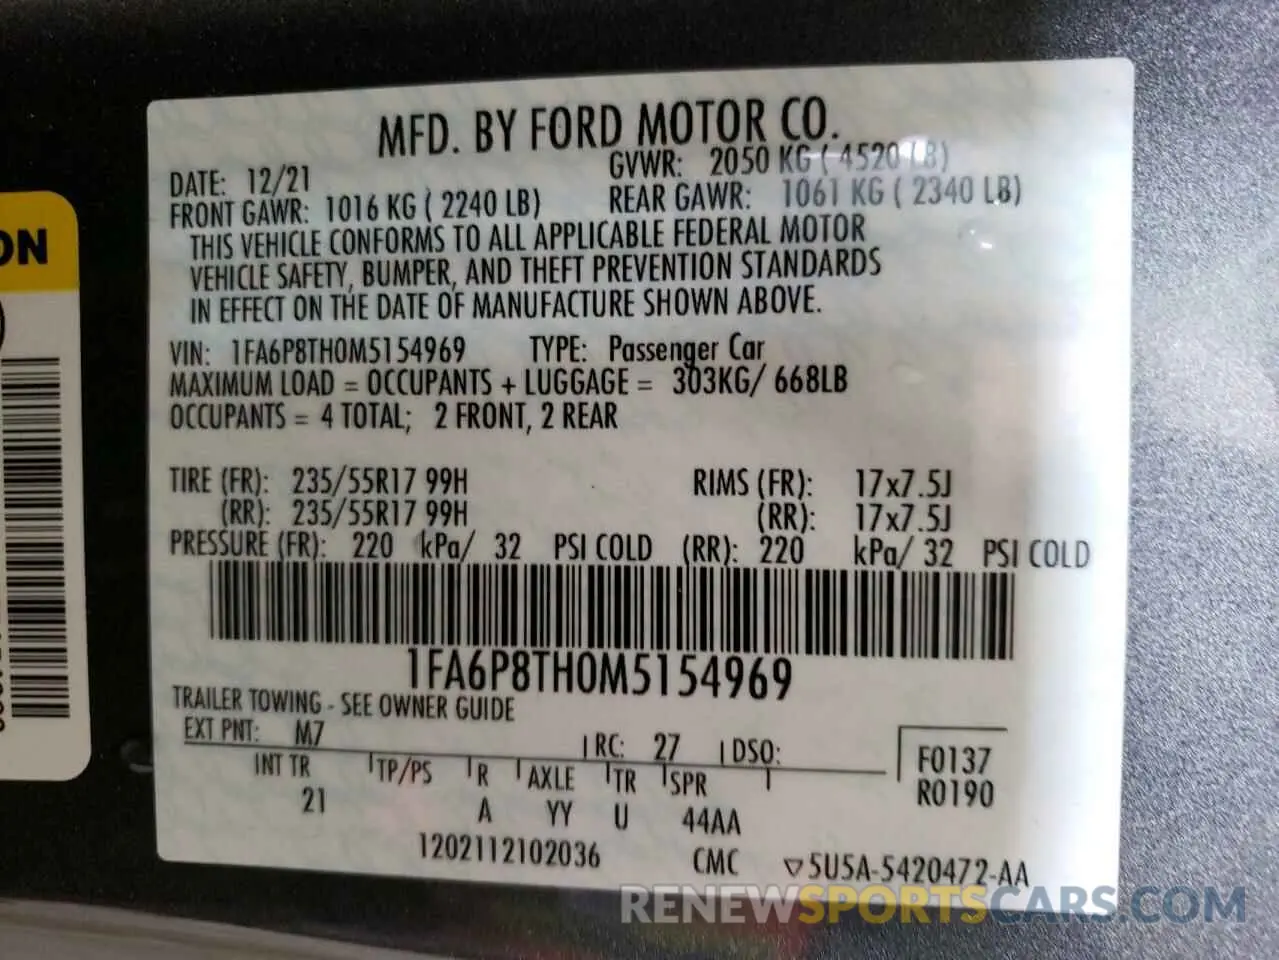 MFD. BY FORD MOTOR CO.
DATE: 12/21 GVWR: 2050 KG ( 4520 LB)
FRONT GAWR: 1016 KG ( 2240 LB) REAR GAWR: 1061 KG ( 2340 LB)
THIS VEHICLE CONFORMS TO ALL APPLICABLE FEDERAL MOTOR
VEHICLE SAFETY, BUMPER, AND THEFT PREVENTION STANDARDS
IN EFFECT ON THE DATE OF MANUFACTURE SHOWN ABOVE.
VIN: 1FA6P8TH0M5154969 TYPE: Passenger Car
MAXIMUM LOAD = OCCUPANTS + LUGGAGE = 303KG/ 668LB
OCCUPANTS = 4 TOTAL; 2 FRONT, 2 REAR
TIRE (FR): 235/55R17 99H RIMS (FR): 17x7.5J
(RR): 235/55R17 99H (RR): 17x7.5J
PRESSURE (FR): 220 kPa/ 32 PSI COLD (RR): 220 kPa/ 32 PSI COLD
1FA6P8TH0M5154969
TRAILER TOWING - SEE OWNER GUIDE
EXT PNT: M7 RC: 27 DSO:
INT TR TP/PS R AXLE TR SPR
21 A YY U 44AA
F0137
R0190
1202112102036 CMC ▽5U5A-5420472-AA
ON
RENEWSPORTSCARS.COM